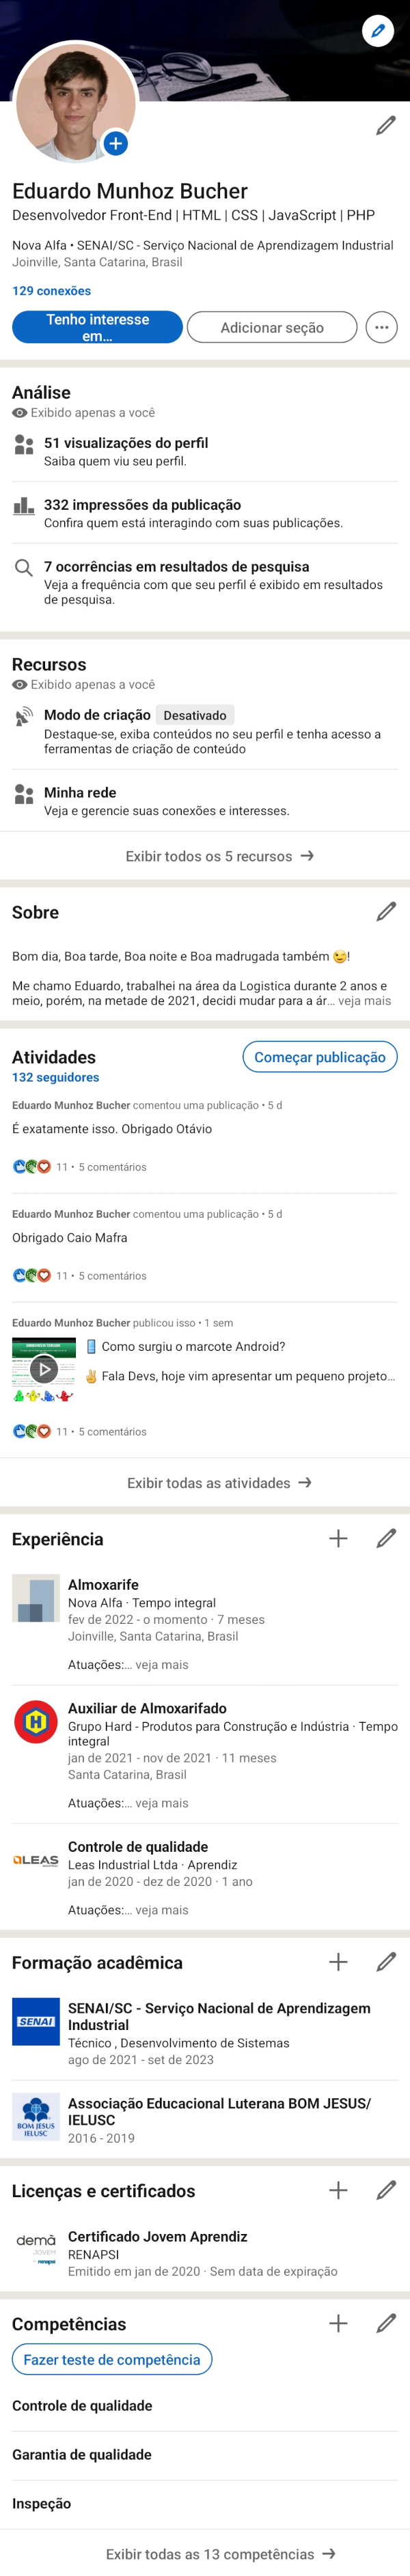 Eduardo Munhoz Bucher
Desenvolvedor Front-End | HTML | CSS | JavaScript | PHP
Nova Alfa • SENAI/SC - Serviço Nacional de Aprendizagem Industrial
Joinville, Santa Catarina, Brasil
129 conexões
Tenho interesse
em...
Adicionar seção
Análise
Exibido apenas a você
51 visualizações do perfil
Saiba quem viu seu perfil.
332 impressões da publicação
Confira quem está interagindo com suas publicações.
7 ocorrências em resultados de pesquisa
Veja a frequência com que seu perfil é exibido em resultados
de pesquisa.
Recursos
Exibido apenas a você
Modo de criação Desativado
Destaque-se, exiba conteúdos no seu perfil e tenha acesso a
ferramentas de criação de conteúdo
Minha rede
Veja e gerencie suas conexões e interesses.
Exibir todos os 5 recursos →
Sobre
Bom dia, Boa tarde, Boa noite e Boa madrugada também 😉!
Me chamo Eduardo, trabalhei na área da Logistica durante 2 anos e
meio, porém, na metade de 2021, decidi mudar para a ár... veja mais
Atividades
Começar publicação
132 seguidores
Eduardo Munhoz Bucher comentou uma publicação • 5 d
É exatamente isso. Obrigado Otávio
11 • 5 comentários
Eduardo Munhoz Bucher comentou uma publicação • 5 d
Obrigado Caio Mafra
11 • 5 comentários
Eduardo Munhoz Bucher publicou isso • 1 sem
📱 Como surgiu o marcote Android?
✌ Fala Devs, hoje vim apresentar um pequeno projeto...
11 • 5 comentários
Exibir todas as atividades →
Experiência
Almoxarife
Nova Alfa · Tempo integral
fev de 2022 - o momento · 7 meses
Joinville, Santa Catarina, Brasil
Atuações:... veja mais
Auxiliar de Almoxarifado
Grupo Hard - Produtos para Construção e Indústria · Tempo
integral
jan de 2021 - nov de 2021 · 11 meses
Santa Catarina, Brasil
Atuações:... veja mais
LEAS
Controle de qualidade
Leas Industrial Ltda · Aprendiz
jan de 2020 - dez de 2020 · 1 ano
Atuações:... veja mais
Formação acadêmica
SENAI
SENAI/SC - Serviço Nacional de Aprendizagem
Industrial
Técnico , Desenvolvimento de Sistemas
ago de 2021 - set de 2023
BOM JESUS
IELUSC
Associação Educacional Luterana BOM JESUS/
IELUSC
2016 - 2019
Licenças e certificados
demà
JOVEM
renapsi
Certificado Jovem Aprendiz
RENAPSI
Emitido em jan de 2020 · Sem data de expiração
Competências
Fazer teste de competência
Controle de qualidade
Garantia de qualidade
Inspeção
Exibir todas as 13 competências →